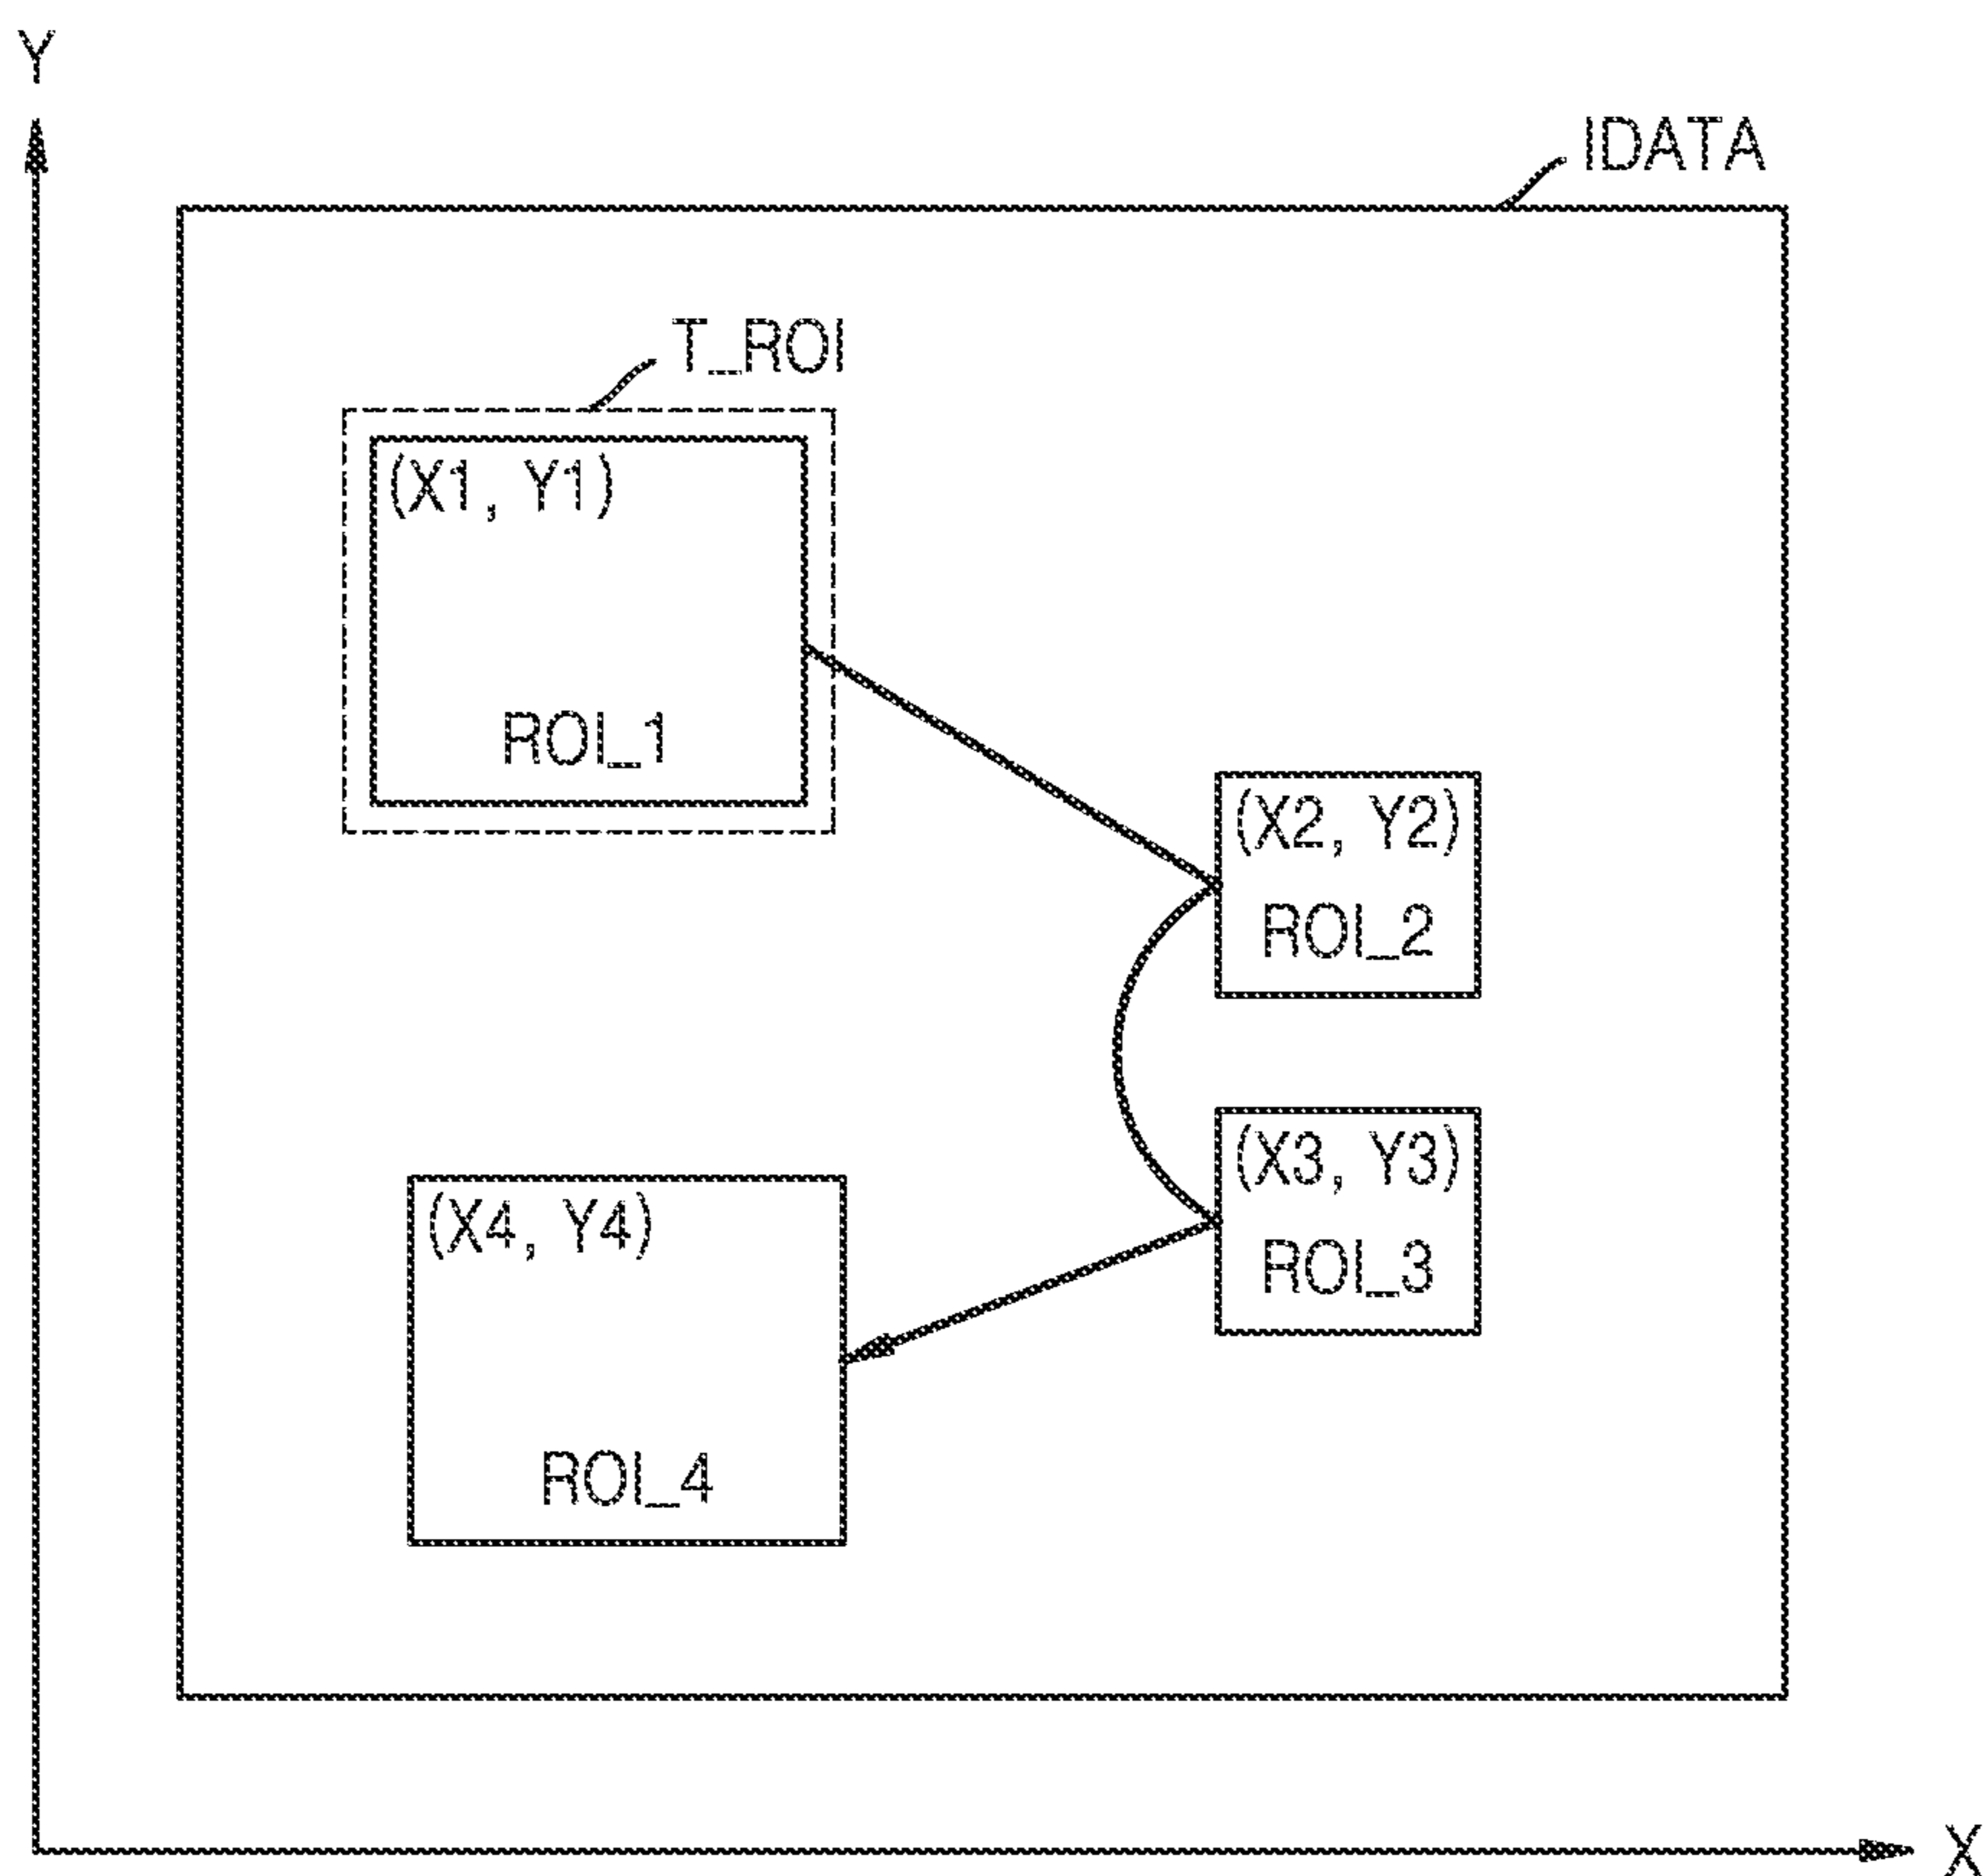 Y
IDATA
T_ROI
(X1, Y1)
ROI_1
(X2, Y2)
ROI_2
(X3, Y3)
ROI_3
(X4, Y4)
ROI_4
X